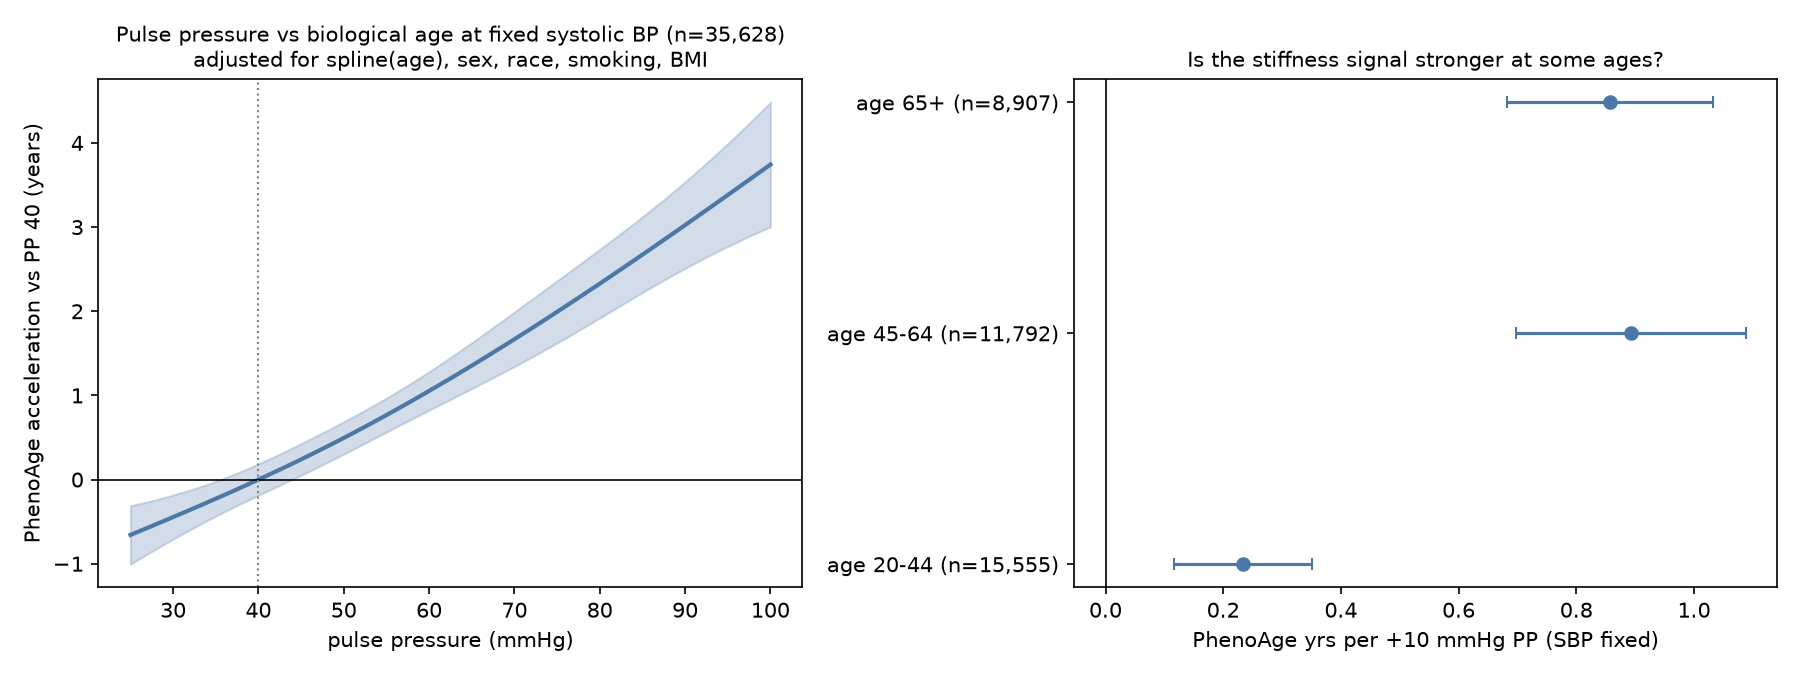 Pulse pressure vs biological age at fixed systolic BP (n=35,628)
adjusted for spline(age), sex, race, smoking, BMI
PhenoAge acceleration vs PP 40 (years)
4
3
2
1
0
−1
30 40 50 60 70 80 90 100
pulse pressure (mmHg)
Is the stiffness signal stronger at some ages?
age 65+ (n=8,907)
age 45-64 (n=11,792)
age 20-44 (n=15,555)
0.0 0.2 0.4 0.6 0.8 1.0
PhenoAge yrs per +10 mmHg PP (SBP fixed)